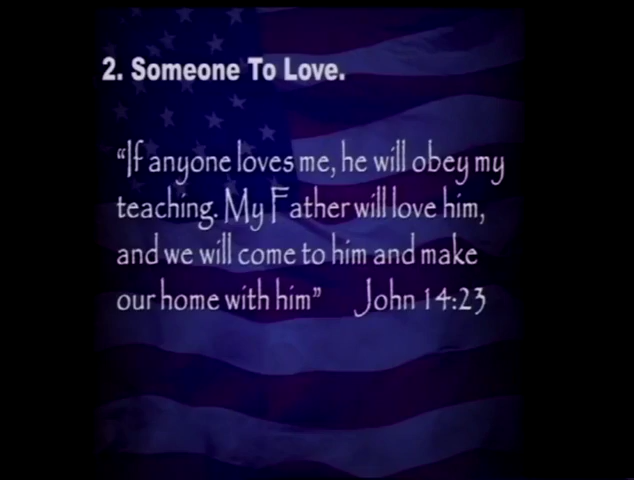 2. Someone To Love.
“If anyone loves me, he will obey my
teaching. My Father will love him,
and we will come to him and make
our home with him” John 14:23